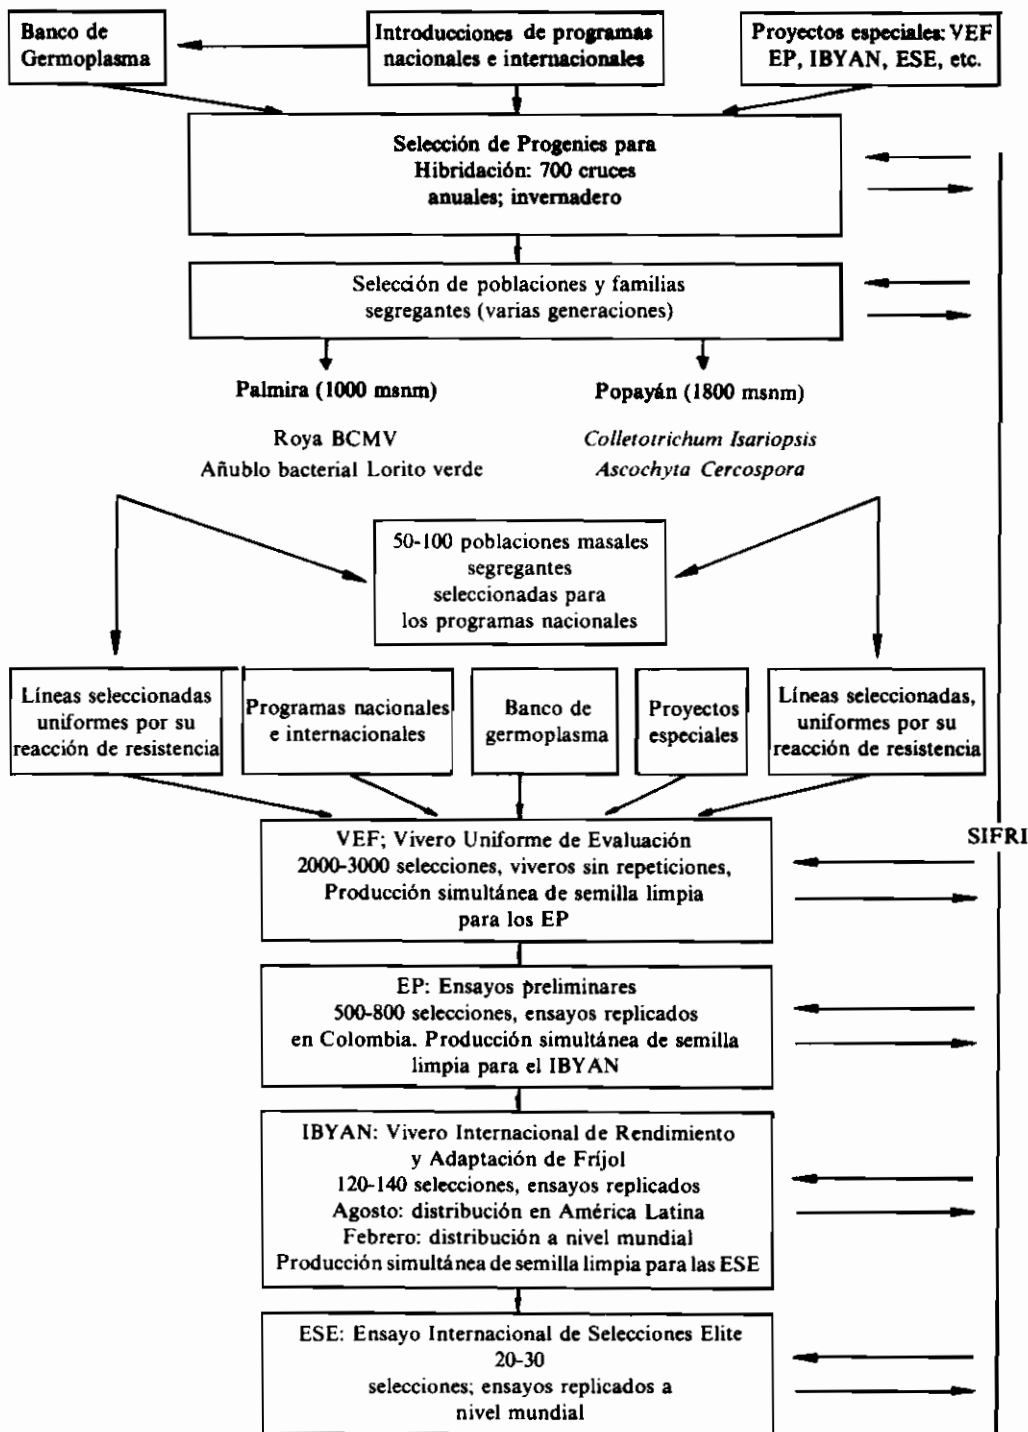 Banco de
Germoplasma
Introducciones de programas
nacionales e internacionales
Proyectos especiales: VEF
EP, IBYAN, ESE, etc.
Selección de Progenies para
Hibridación: 700 cruces
anuales; invernadero
Selección de poblaciones y familias
segregantes (varias generaciones)
Palmira (1000 msnm)
Roya BCMV
Añublo bacterial Lorito verde
Popayán (1800 msnm)
Colletotrichum Isariopsis
Ascochyta Cercospora
50-100 poblaciones masales
segregantes
seleccionadas para
los programas nacionales
Líneas seleccionadas
uniformes por su
reacción de resistencia
Programas nacionales
e internacionales
Banco de
germoplasma
Proyectos
especiales
Líneas seleccionadas,
uniformes por su
reacción de resistencia
VEF; Vivero Uniforme de Evaluación
2000-3000 selecciones, viveros sin repeticiones,
Producción simultánea de semilla limpia
para los EP
SIFRI
EP: Ensayos preliminares
500-800 selecciones, ensayos replicados
en Colombia. Producción simultánea de semilla
limpia para el IBYAN
IBYAN: Vivero Internacional de Rendimiento
y Adaptación de Fríjol
120-140 selecciones, ensayos replicados
Agosto: distribución en América Latina
Febrero: distribución a nivel mundial
Producción simultánea de semilla limpia para las ESE
ESE: Ensayo Internacional de Selecciones Elite
20-30
selecciones; ensayos replicados a
nivel mundial